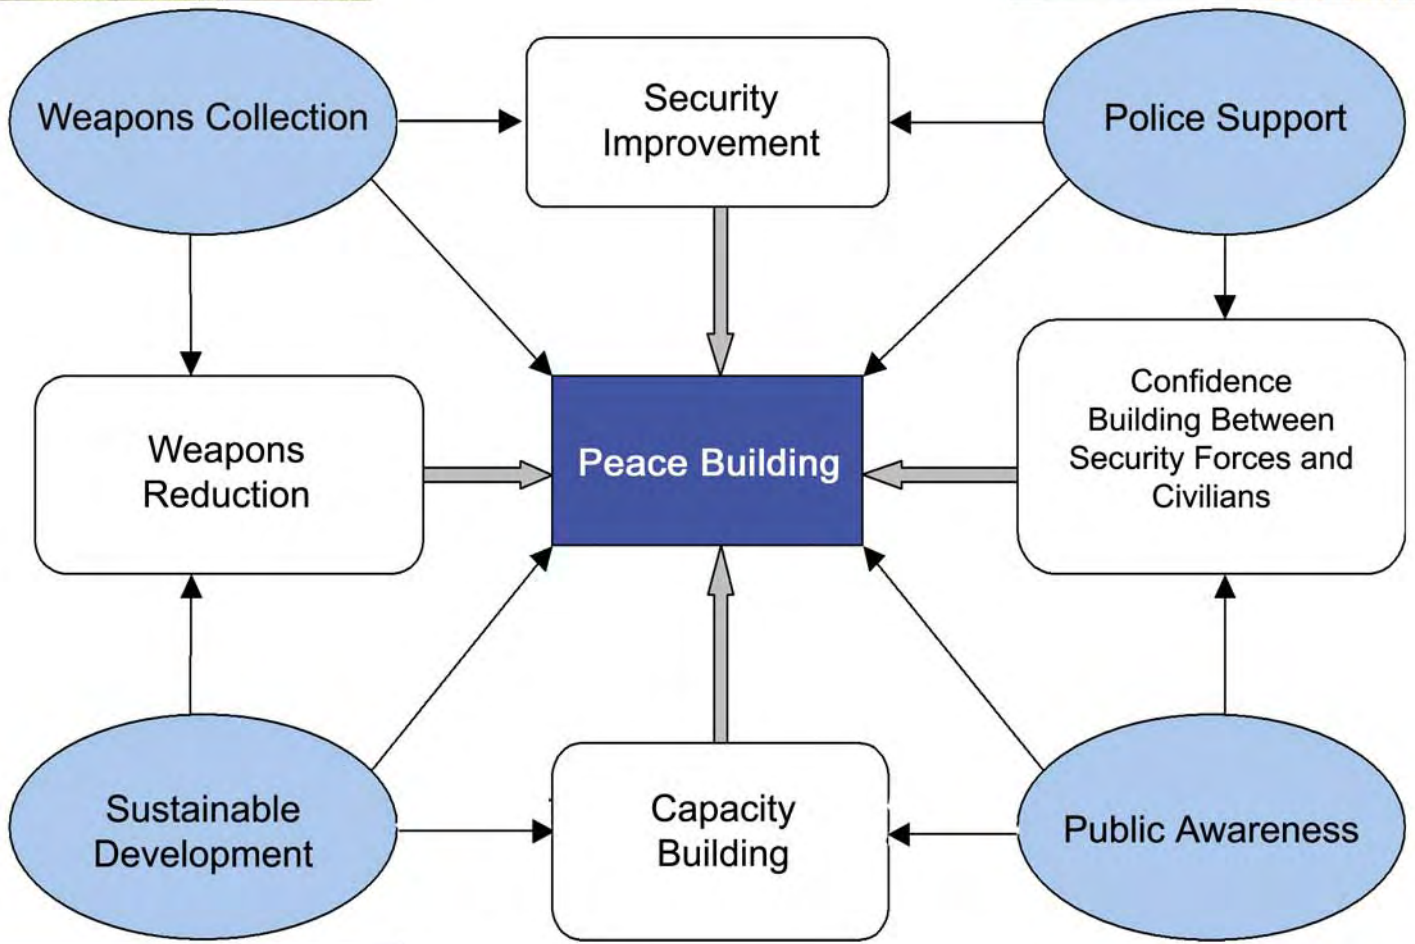 Weapons Collection
Security
Improvement
Police Support
Weapons
Reduction
Peace Building
Confidence
Building Between
Security Forces and
Civilians
Sustainable
Development
Capacity
Building
Public Awareness